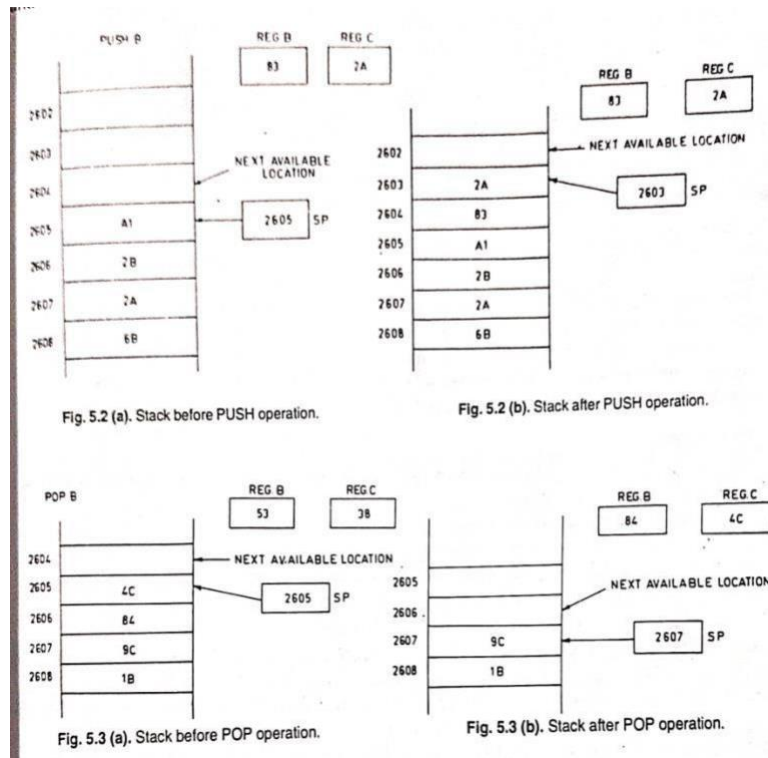 PUSH B
REG B
REG C
83
2A
2602
2603
2604
NEXT AVAILABLE
LOCATION
2605
A1
2605
SP
2606
2B
2607
2A
2608
6B
Fig. 5.2 (a). Stack before PUSH operation.
REG B
REG C
83
2A
2602
NEXT AVAILABLE LOCATION
2603
2A
2603
SP
2604
83
2605
A1
2606
2B
2607
2A
2608
6B
Fig. 5.2 (b). Stack after PUSH operation.
POP B
REG B
REG C
53
38
2604
NEXT AVAILABLE LOCATION
2605
4C
2605
SP
2606
84
2607
9C
2608
1B
Fig. 5.3 (a). Stack before POP operation.
REG B
REG C
84
4C
2605
2606
NEXT AVAILABLE LOCATION
2607
9C
2607
SP
2608
1B
Fig. 5.3 (b). Stack after POP operation.